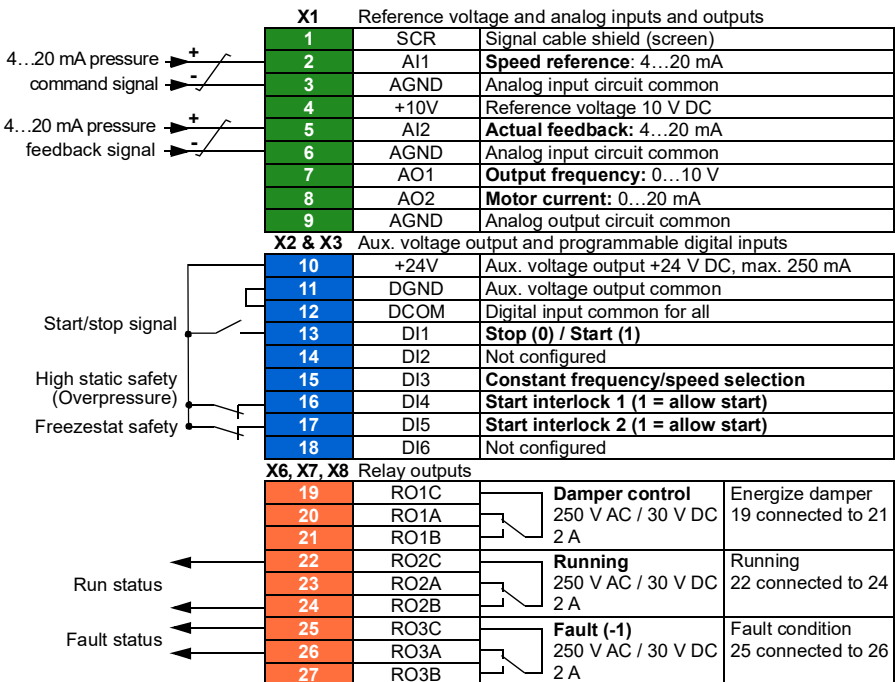 X1 Reference voltage and analog inputs and outputs
1 SCR Signal cable shield (screen)
4…20 mA pressure + 2 AI1 Speed reference: 4…20 mA
command signal - 3 AGND Analog input circuit common
4 +10V Reference voltage 10 V DC
4…20 mA pressure + 5 AI2 Actual feedback: 4…20 mA
feedback signal - 6 AGND Analog input circuit common
7 AO1 Output frequency: 0…10 V
8 AO2 Motor current: 0…20 mA
9 AGND Analog output circuit common
X2 & X3 Aux. voltage output and programmable digital inputs
10 +24V Aux. voltage output +24 V DC, max. 250 mA
11 DGND Aux. voltage output common
12 DCOM Digital input common for all
Start/stop signal 13 DI1 Stop (0) / Start (1)
14 DI2 Not configured
High static safety 15 DI3 Constant frequency/speed selection
(Overpressure) 16 DI4 Start interlock 1 (1 = allow start)
Freezestat safety 17 DI5 Start interlock 2 (1 = allow start)
18 DI6 Not configured
X6, X7, X8 Relay outputs
19 RO1C Damper control Energize damper
20 RO1A 250 V AC / 30 V DC 19 connected to 21
21 RO1B 2 A
22 RO2C Running Running
Run status 23 RO2A 250 V AC / 30 V DC 22 connected to 24
24 RO2B 2 A
25 RO3C Fault (-1) Fault condition
Fault status 26 RO3A 250 V AC / 30 V DC 25 connected to 26
27 RO3B 2 A